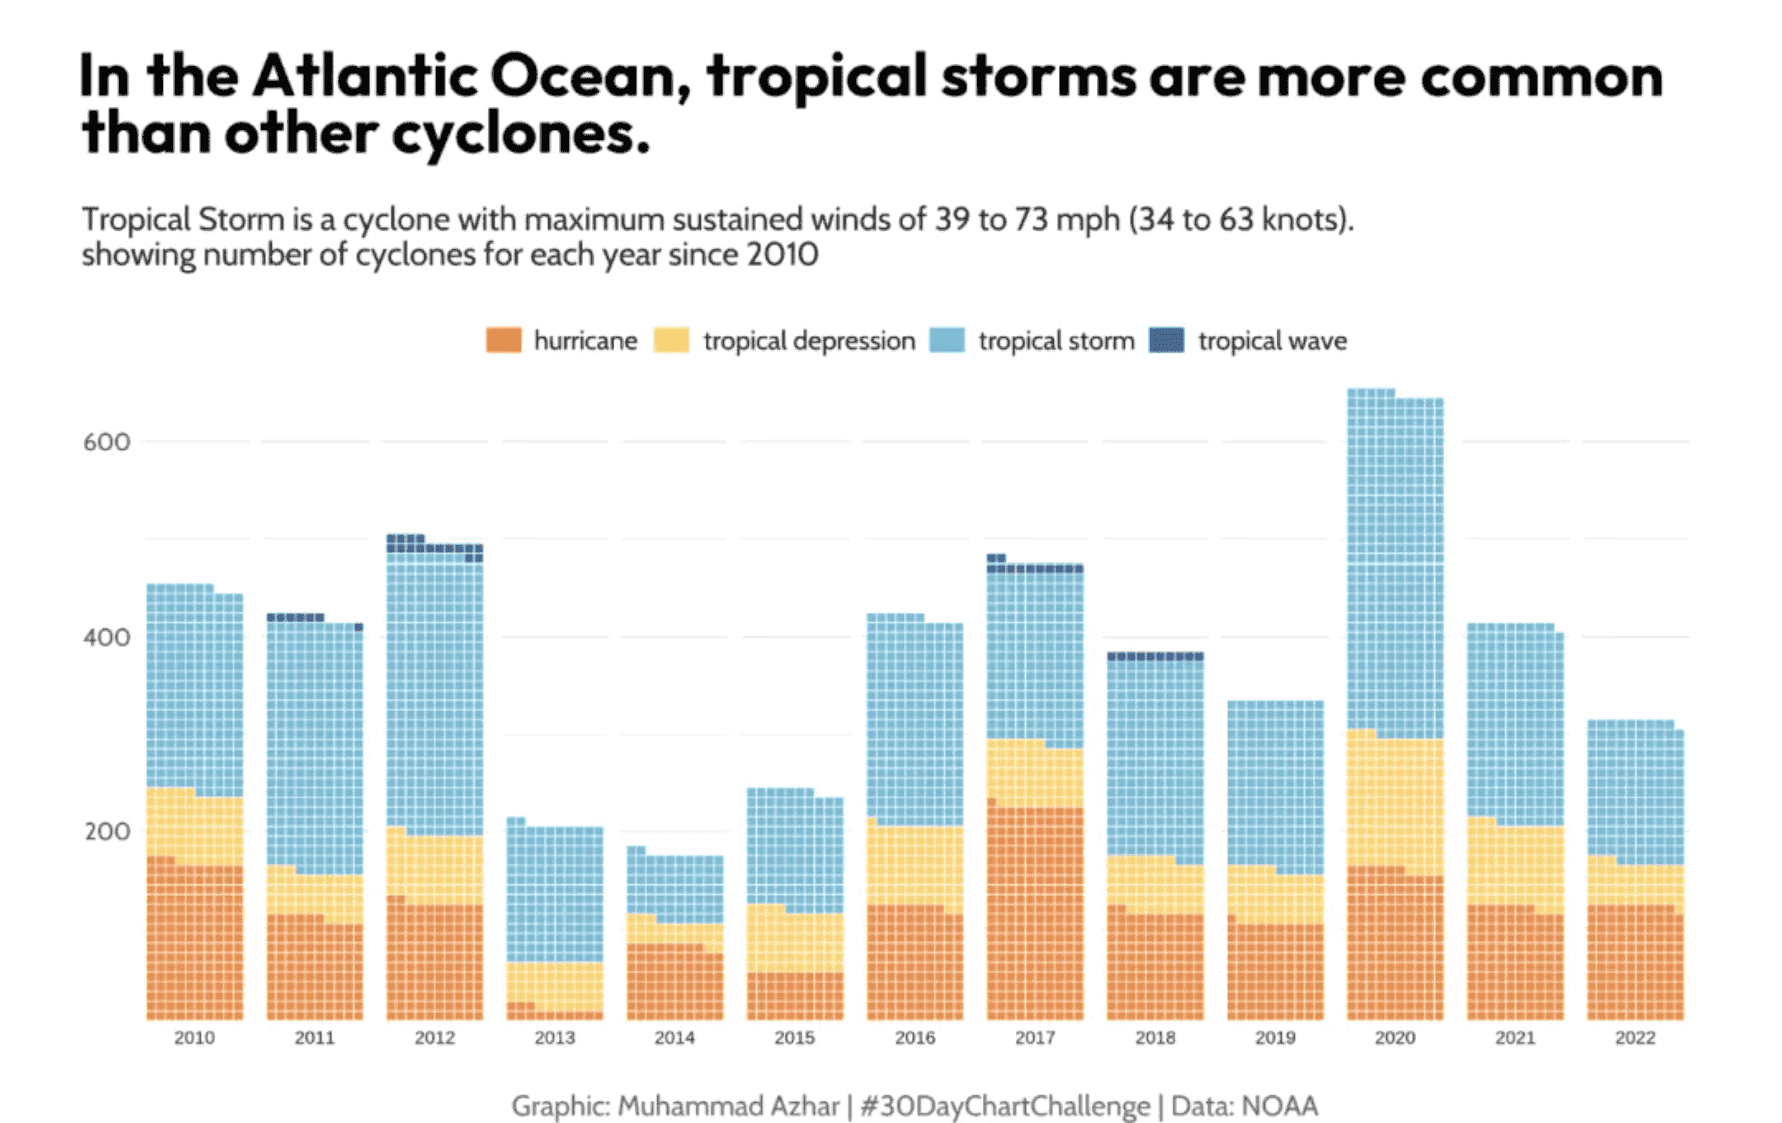 In the Atlantic Ocean, tropical storms are more common
than other cyclones.
Tropical Storm is a cyclone with maximum sustained winds of 39 to 73 mph (34 to 63 knots).
showing number of cyclones for each year since 2010
hurricane tropical depression tropical storm tropical wave
600
400
200
2010 2011 2012 2013 2014 2015 2016 2017 2018 2019 2020 2021 2022
Graphic: Muhammad Azhar | #30DayChartChallenge | Data: NOAA